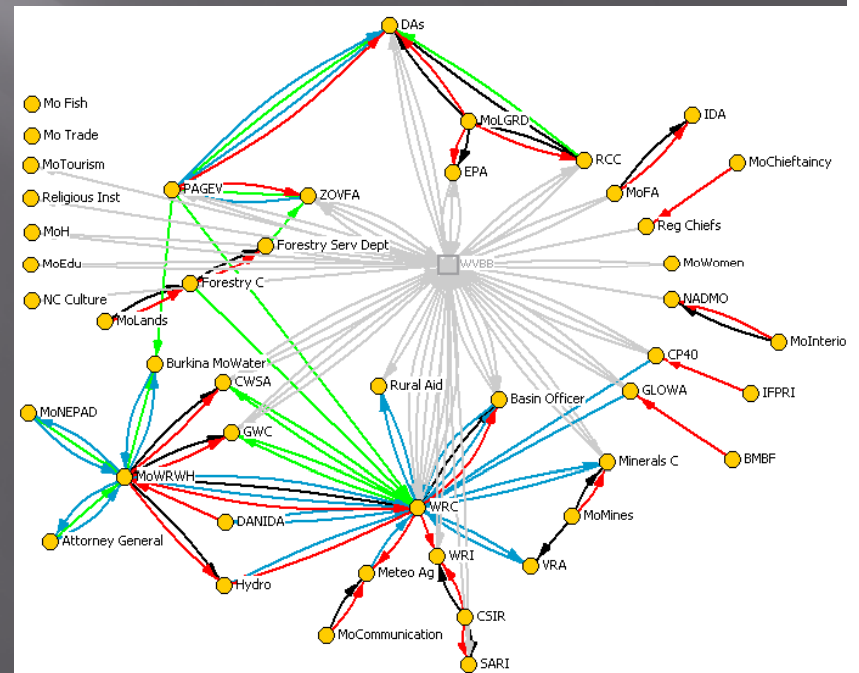 DAs
Mo Fish
IDA
MoLGRD
Mo Trade
RCC
MoChieftaincy
MoTourism
EPA
PAGEV
ZOVFA
MoFA
Religious Inst
Reg Chiefs
MoH
Forestry Serv Dept
MoEdu
WVBB
MoWomen
Forestry C
NC Culture
NADMO
MoLands
MoInterio
Burkina MoWater
CP40
CWSA
Rural Aid
GLOWA
IFPRI
Basin Officer
MoNEPAD
GWC
BMBF
Minerals C
MoWRWH
WRC
MoMines
DANIDA
Attorney General
WRI
VRA
Meteo Ag
Hydro
CSIR
MoCommunication
SARI